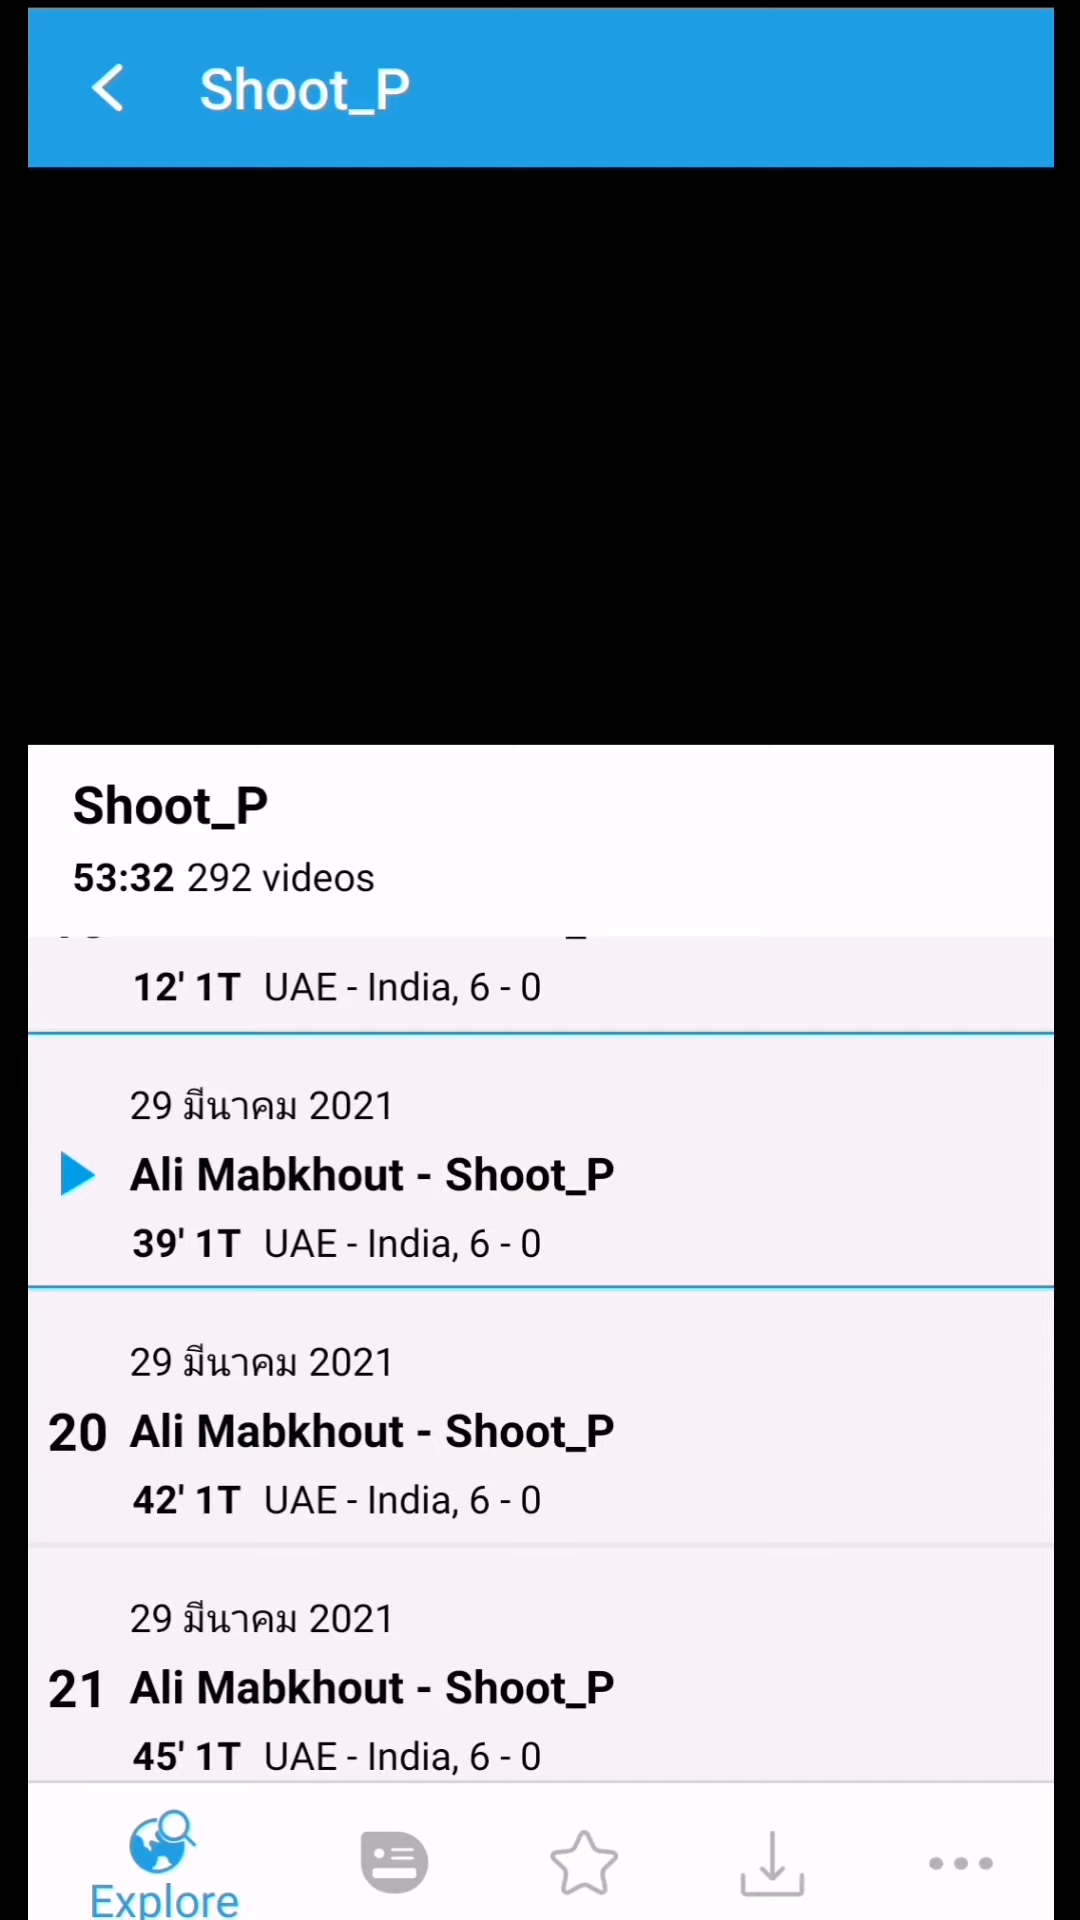 Shoot_P
Shoot_P
53:32 292 videos
12' 1T UAE - India, 6 - 0
29 มีนาคม 2021
Ali Mabkhout - Shoot_P
39' 1T UAE - India, 6 - 0
29 มีนาคม 2021
20 Ali Mabkhout - Shoot_P
42' 1T UAE - India, 6 - 0
29 มีนาคม 2021
21 Ali Mabkhout - Shoot_P
45' 1T UAE - India, 6 - 0
Explore